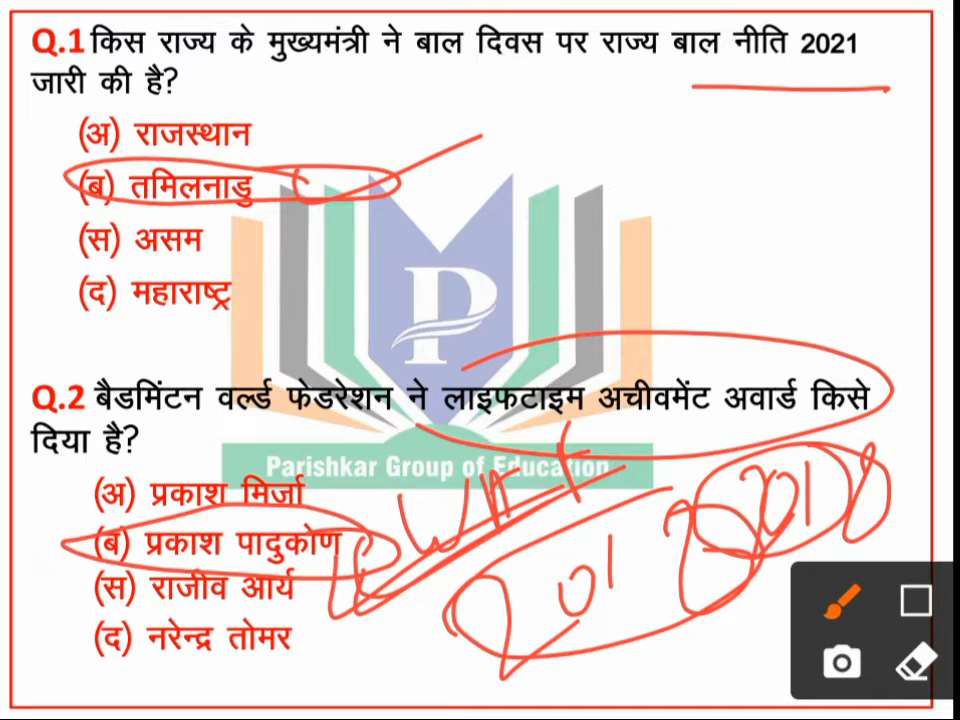 Q.1 किस राज्य के मुख्यमंत्री ने बाल दिवस पर राज्य बाल नीति 2021
जारी की है?
(अ) राजस्थान
(ब) तमिलनाडु
(स) असम
(द) महाराष्ट्र
P
Q.2 बैडमिंटन वर्ल्ड फेडरेशन ने लाइफटाइम अचीवमेंट अवार्ड किसे
दिया है?
Parishkar Group of Education
(अ) प्रकाश मिर्जा
(ब) प्रकाश पादुकोण
(स) राजीव आर्य
(द) नरेन्द्र तोमर
2018